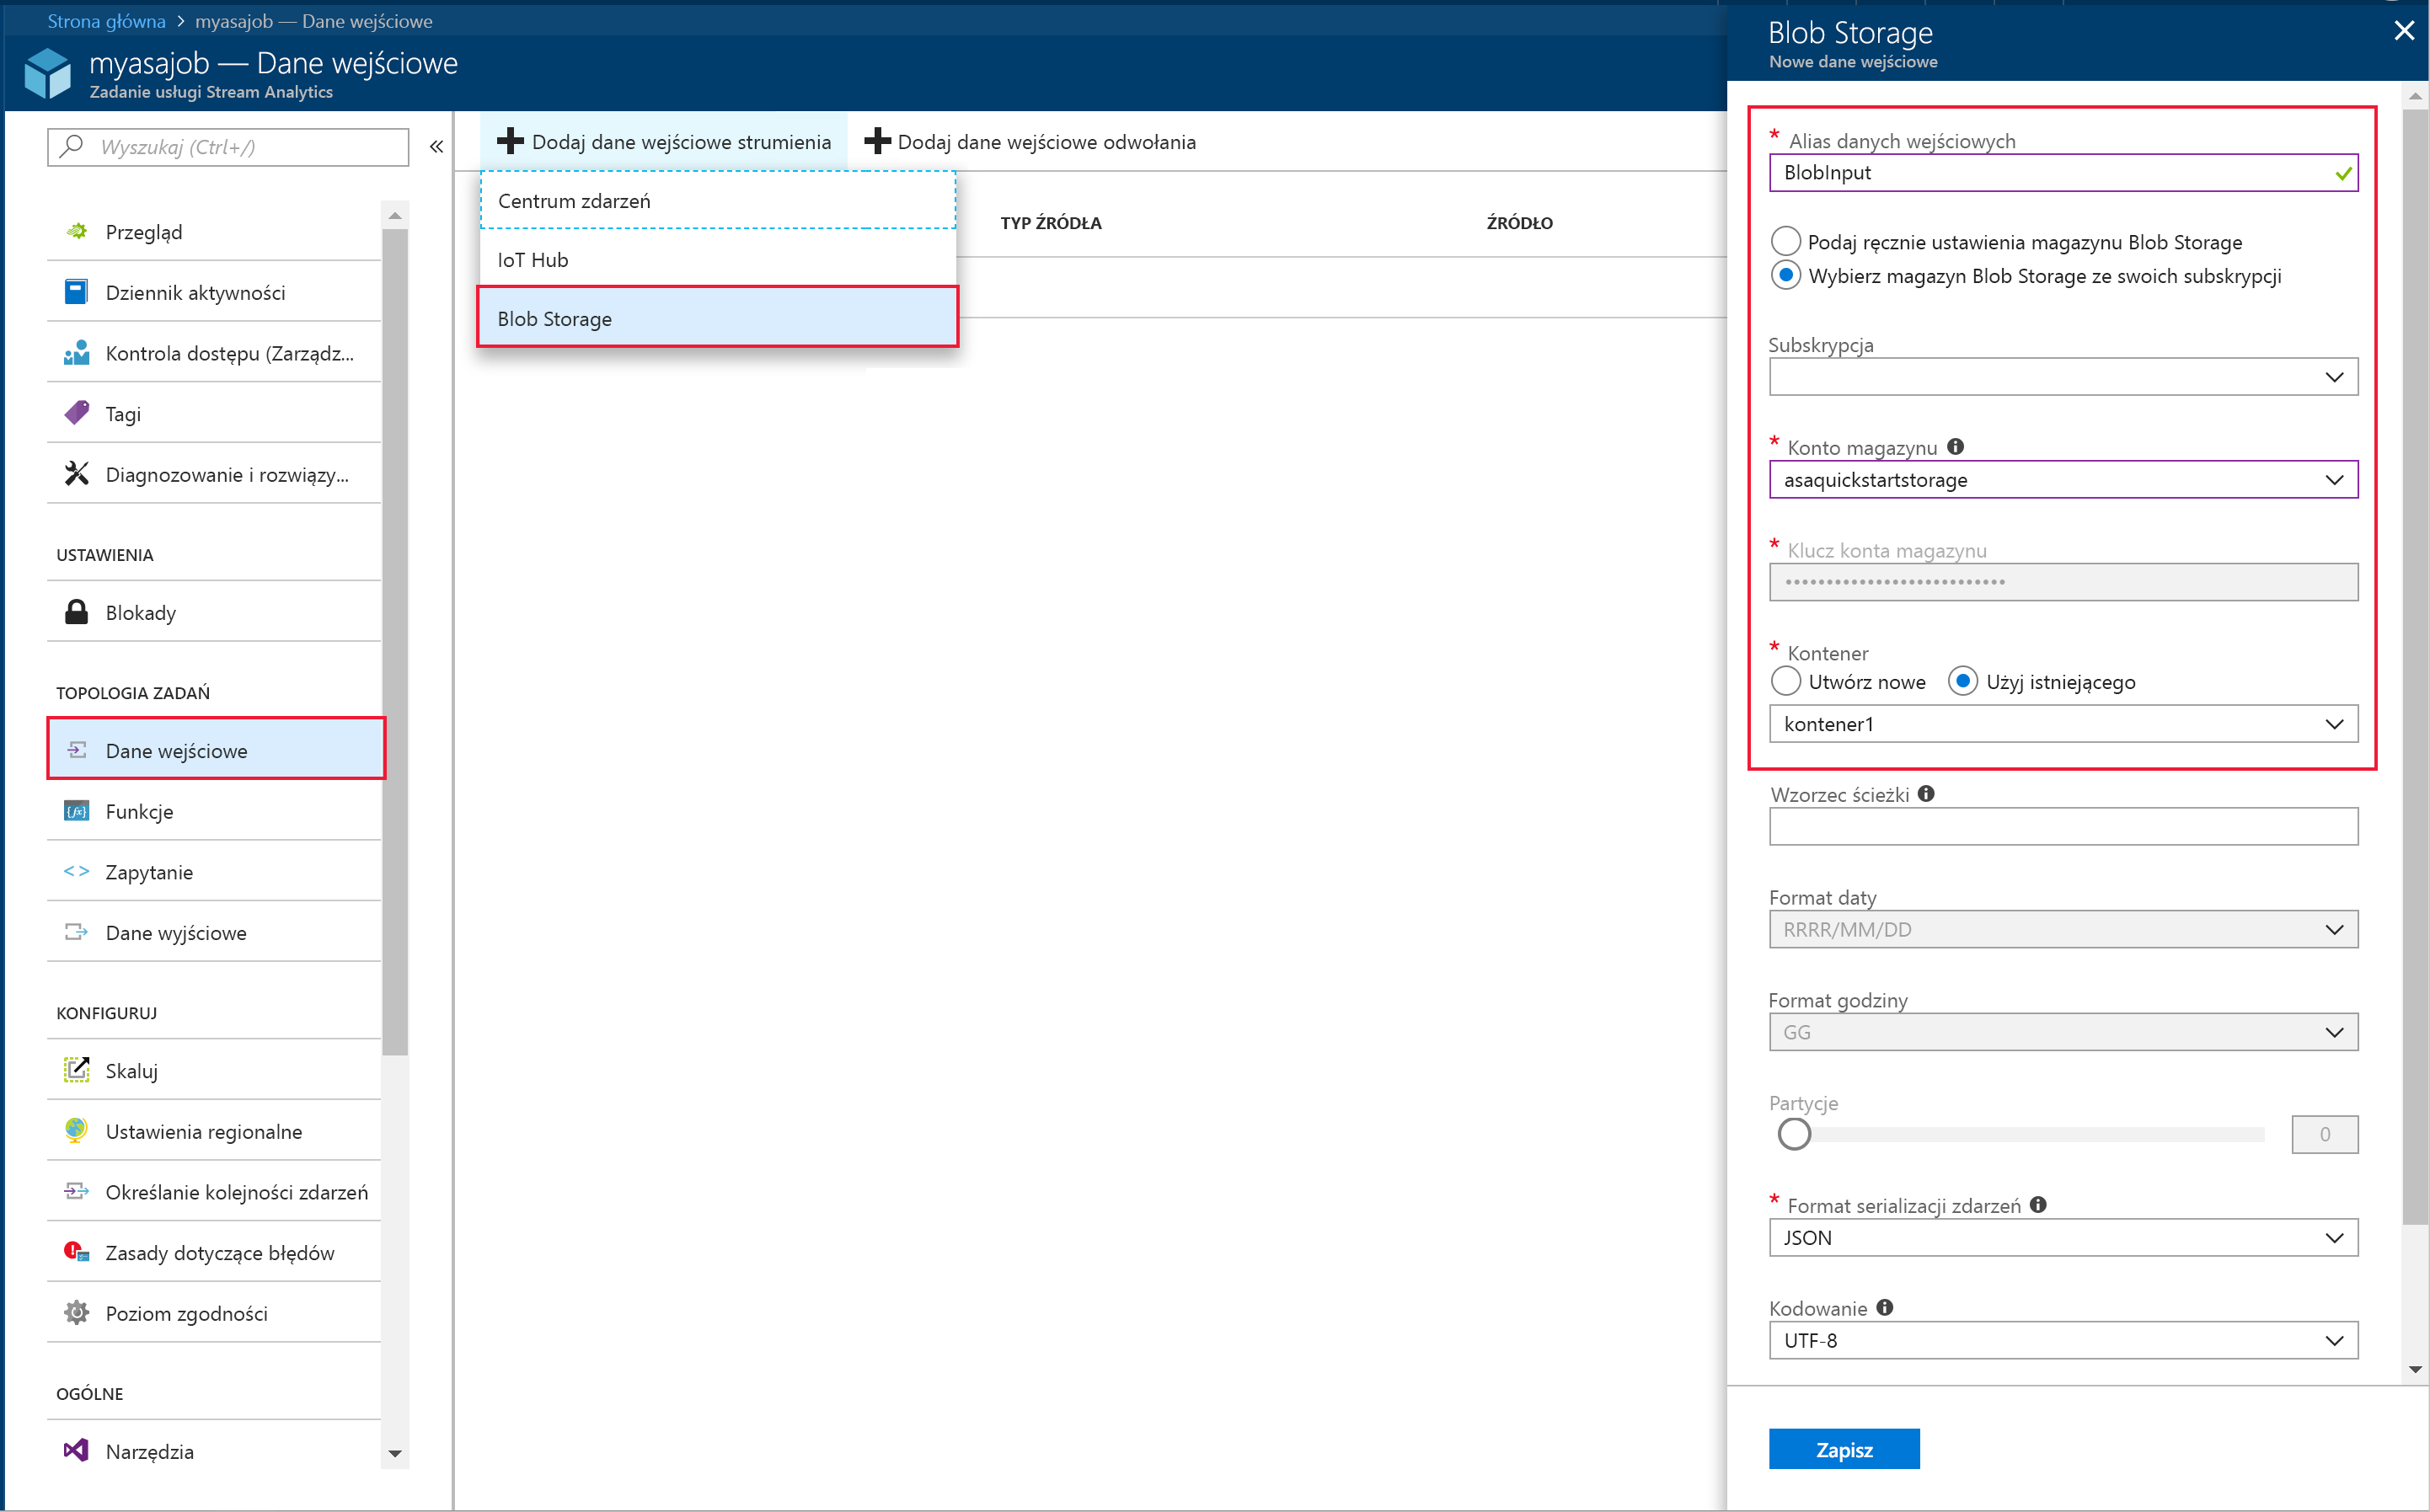 Strona główna > myasajob — Dane wejściowe
myasajob — Dane wejściowe
Zadanie usługi Stream Analytics
Wyszukaj (Ctrl+/)
«
Przegląd
Dziennik aktywności
Kontrola dostępu (Zarządz...
Tagi
Diagnozowanie i rozwiązy...
USTAWIENIA
Blokady
TOPOLOGIA ZADAŃ
Dane wejściowe
Funkcje
Zapytanie
Dane wyjściowe
KONFIGURUJ
Skaluj
Ustawienia regionalne
Określanie kolejności zdarzeń
Zasady dotyczące błędów
Poziom zgodności
OGÓLNE
Narzędzia
Dodaj dane wejściowe strumienia
Dodaj dane wejściowe odwołania
Centrum zdarzeń
IoT Hub
Blob Storage
TYP ŹRÓDŁA
ŹRÓDŁO
Blob Storage
Nowe dane wejściowe
* Alias danych wejściowych
BlobInput
Podaj ręcznie ustawienia magazynu Blob Storage
Wybierz magazyn Blob Storage ze swoich subskrypcji
Subskrypcja
* Konto magazynu
asaquickstartstorage
* Klucz konta magazynu
•••••••••••••••••••••••••••
* Kontener
Utwórz nowe Użyj istniejącego
kontener1
Wzorzec ścieżki
Format daty
RRRR/MM/DD
Format godziny
GG
Partycje
0
* Format serializacji zdarzeń
JSON
Kodowanie
UTF-8
Zapisz